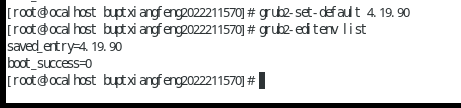 [root@localhost buptxiangfeng2022211570]# grub2-set-default 4.19.90
[root@localhost buptxiangfeng2022211570]# grub2-editenv list
saved_entry=4.19.90
boot_success=0
[root@localhost buptxiangfeng2022211570]#